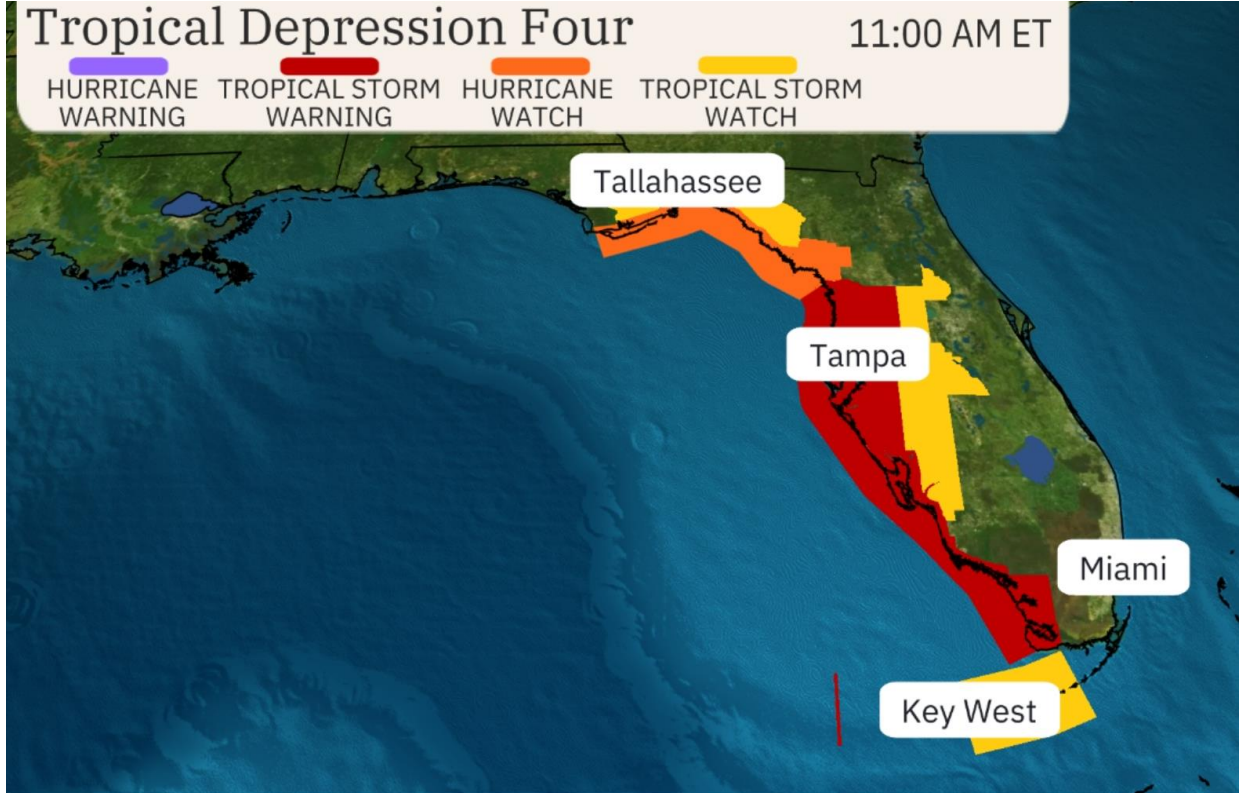 Tropical Depression Four
11:00 AM ET
HURRICANE WARNING
TROPICAL STORM WARNING
HURRICANE WATCH
TROPICAL STORM WATCH
Tallahassee
Tampa
Miami
Key West